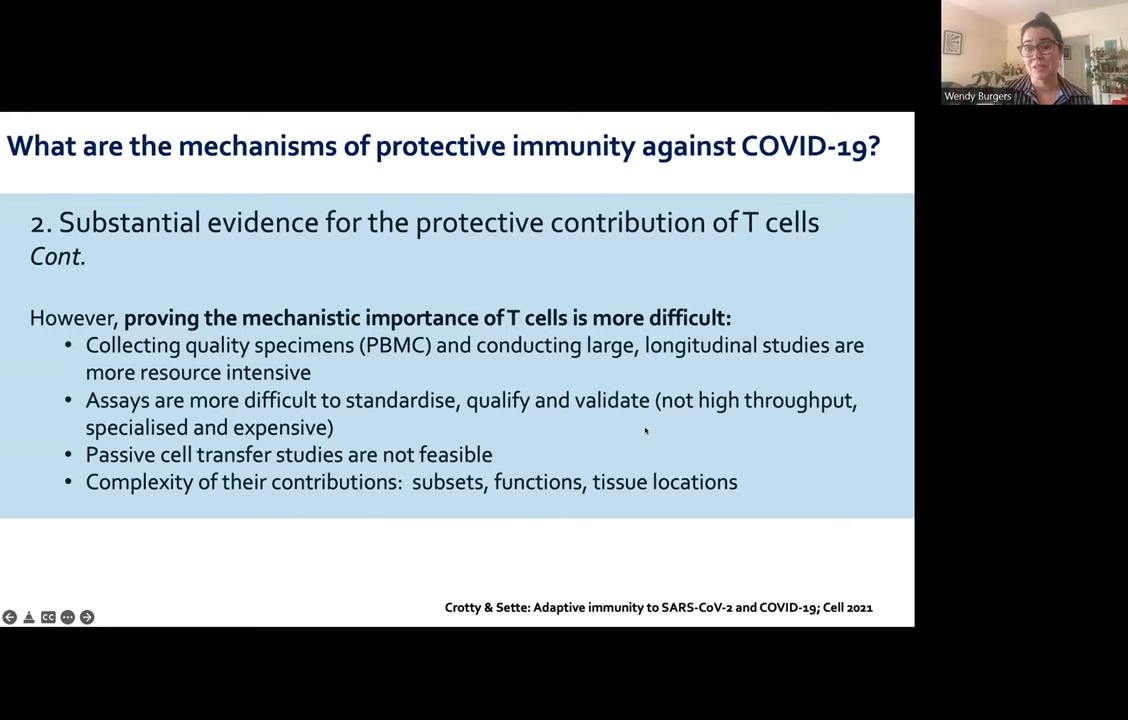 Wendy Burgers
What are the mechanisms of protective immunity against COVID-19?
2. Substantial evidence for the protective contribution of T cells
Cont.
However, proving the mechanistic importance of T cells is more difficult:
• Collecting quality specimens (PBMC) and conducting large, longitudinal studies are
more resource intensive
• Assays are more difficult to standardise, qualify and validate (not high throughput,
specialised and expensive)
• Passive cell transfer studies are not feasible
• Complexity of their contributions: subsets, functions, tissue locations
Crotty & Sette: Adaptive immunity to SARS-CoV-2 and COVID-19; Cell 2021
CC